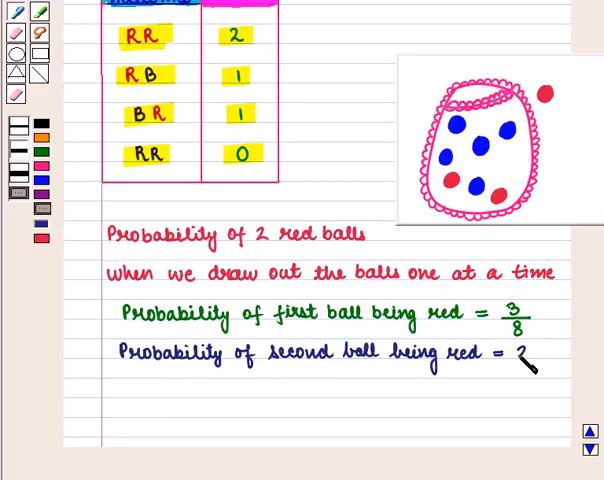 RR 2
RB 1
BR 1
RR 0
Probability of 2 red balls
when we draw out the balls one at a time
Probability of first ball being red = 3/8
Probability of second ball being red = 2